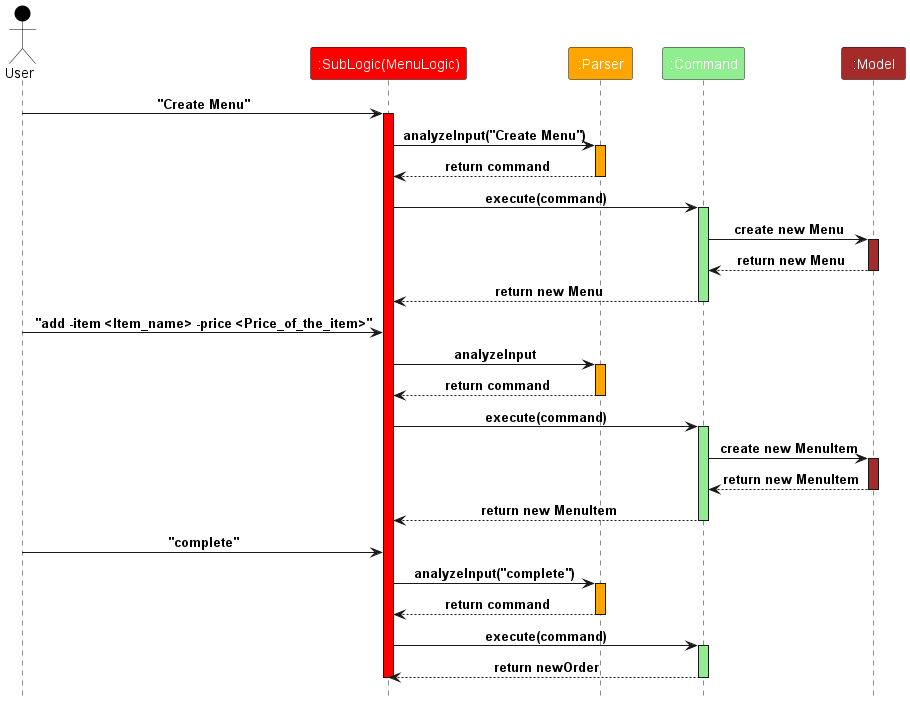 User
:SubLogic(MenuLogic)
:Parser
:Command
:Model
"Create Menu"
analyzeInput("Create Menu")
return command
execute(command)
create new Menu
return new Menu
return new Menu
"add -item <Item_name> -price <Price_of_the_item>"
analyzeInput
return command
execute(command)
create new MenuItem
return new MenuItem
return new MenuItem
"complete"
analyzeInput("complete")
return command
execute(command)
return newOrder